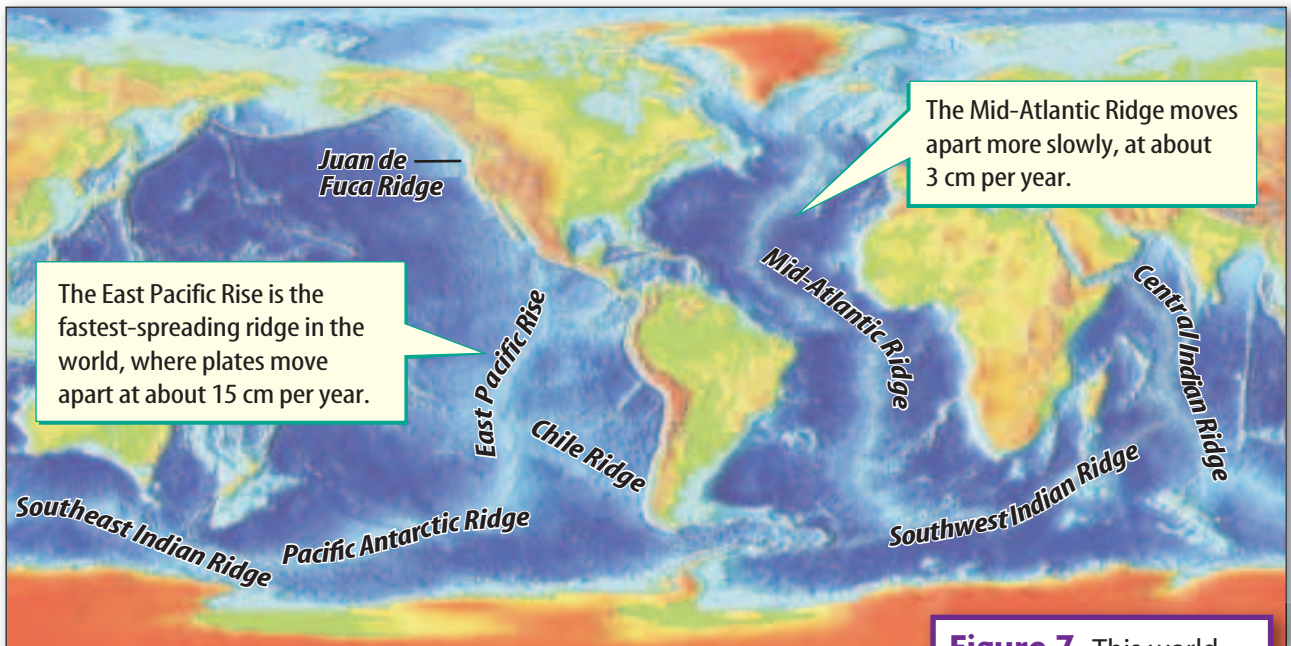 The Mid-Atlantic Ridge moves
apart more slowly, at about
3 cm per year.
Juan de
Fuca Ridge
The East Pacific Rise is the
fastest-spreading ridge in the
world, where plates move
apart at about 15 cm per year.
East Pacific Rise
Mid-Atlantic Ridge
Central Indian Ridge
Chile Ridge
Southeast Indian Ridge
Pacific Antarctic Ridge
Southwest Indian Ridge
Figure 7 This world